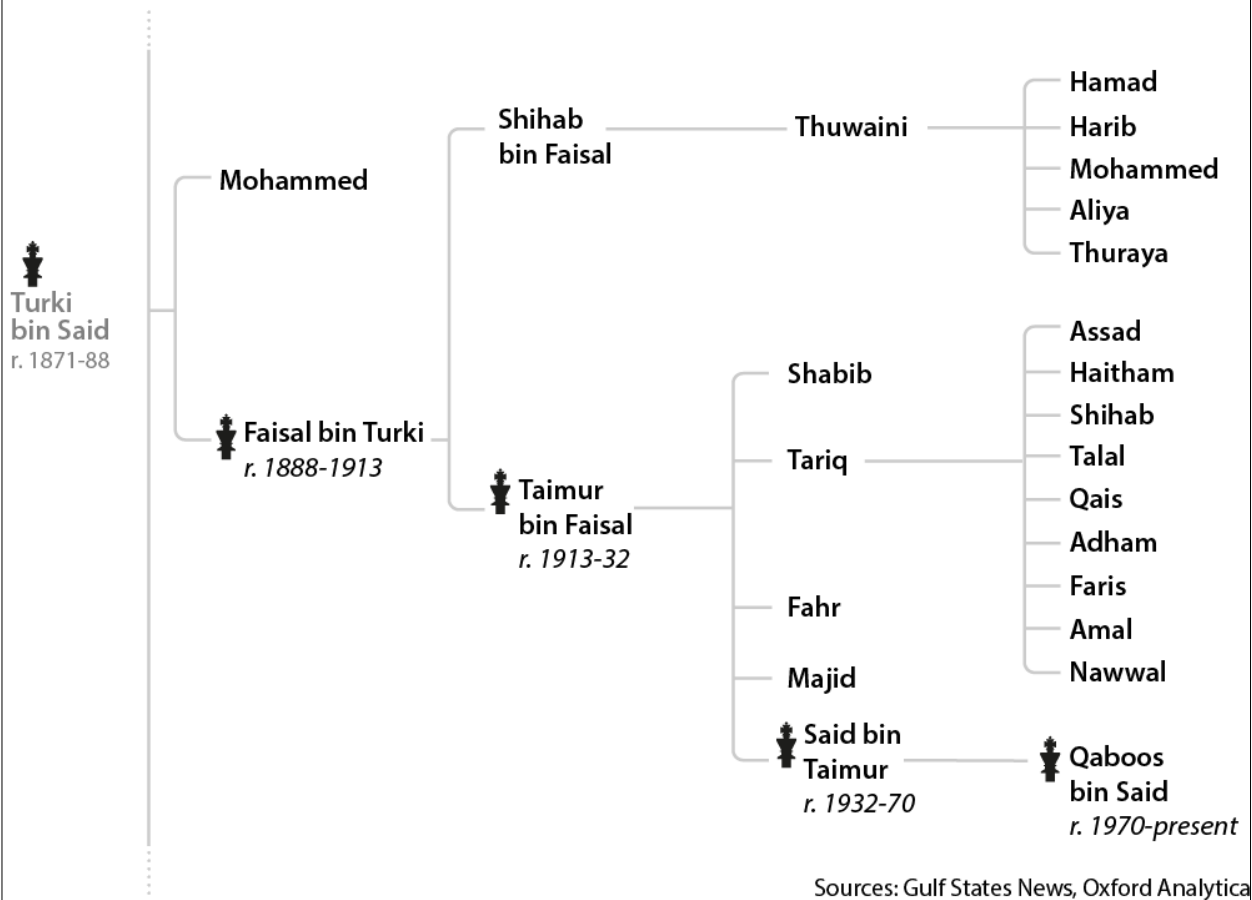 Turki
bin Said
r. 1871-88
Mohammed
Faisal bin Turki
r. 1888-1913
Shihab
bin Faisal
Taimur
bin Faisal
r. 1913-32
Thuwaini
Shabib
Tariq
Fahr
Majid
Said bin
Taimur
r. 1932-70
Hamad
Harib
Mohammed
Aliya
Thuraya
Assad
Haitham
Shihab
Talal
Qais
Adham
Faris
Amal
Nawwal
Qaboos
bin Said
r. 1970-present
Sources: Gulf States News, Oxford Analytica